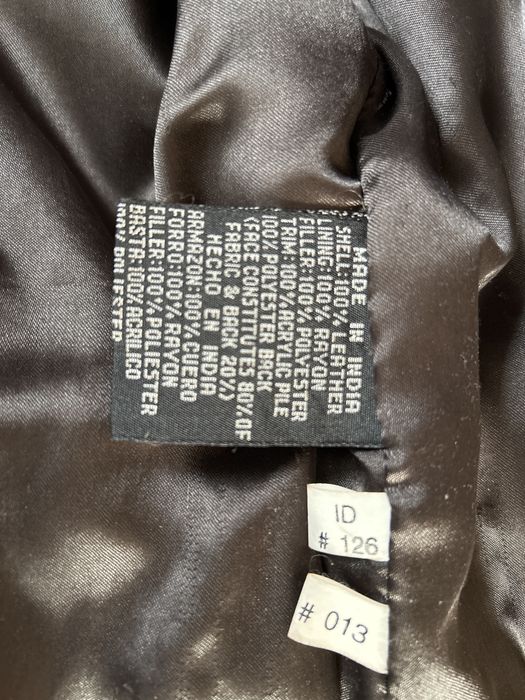 MADE IN INDIA
SHELL:100% LEATHER
LINING:100% RAYON
FILLER:100% POLYESTER
TRIM:100% ACRYLIC PILE
100% POLYESTER BACK
(FACE CONSTITUTES 80% OF
FABRIC & BACK 20%)
HECHO EN INDIA
ARMAZON:100% CUERO
FORRO:100% RAYON
FILLER:100% POLIESTER
BASTA:100% ACRILICO
ID
# 126
# 013